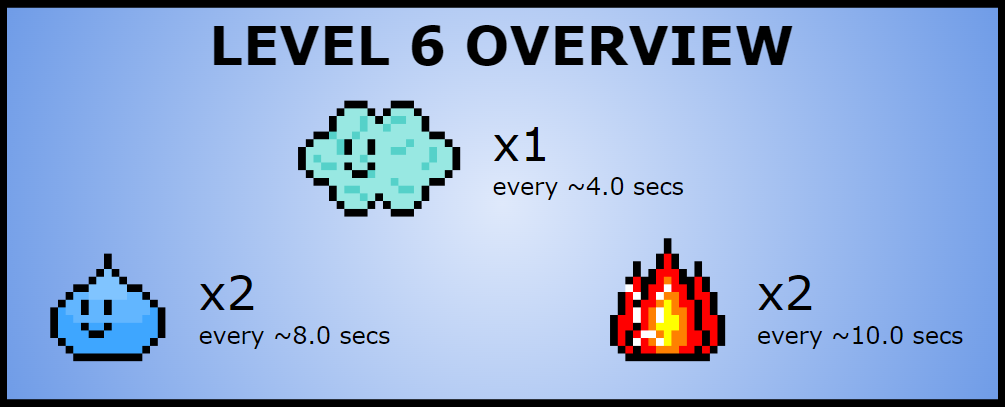 LEVEL 6 OVERVIEW
x1
every ~4.0 secs
x2
every ~8.0 secs
x2
every ~10.0 secs